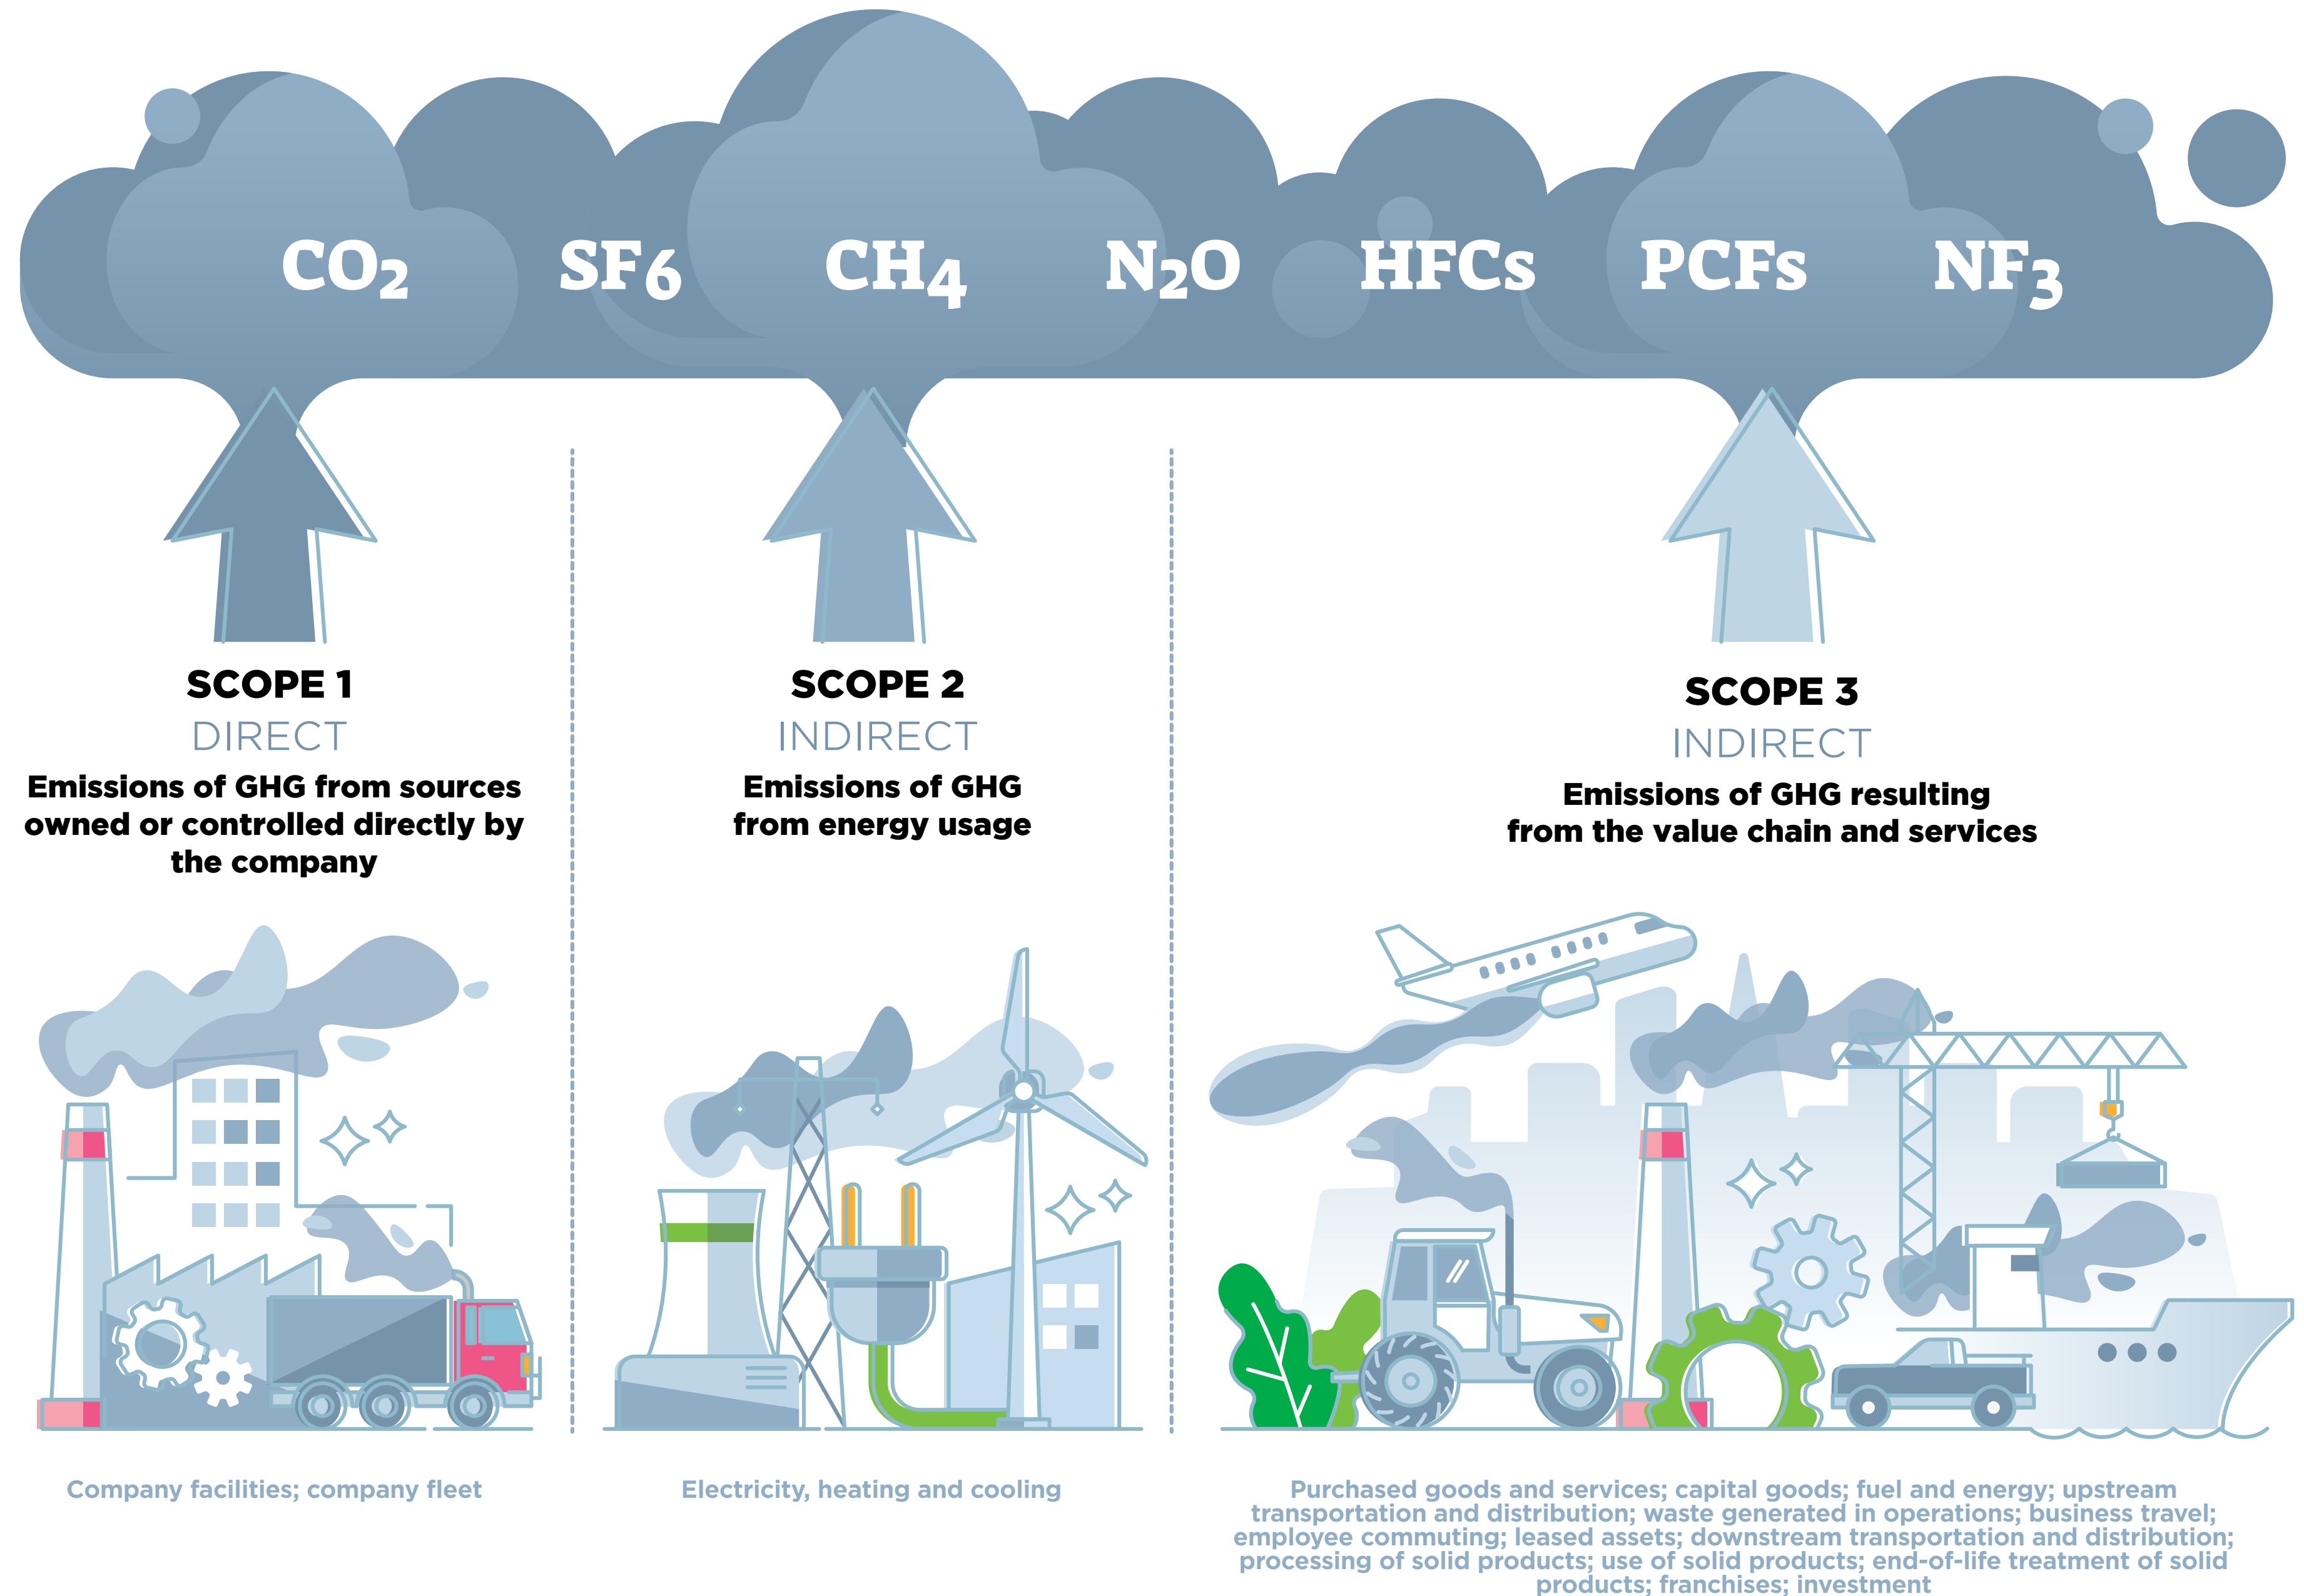 CO₂ SF₆ CH₄ N₂O HFCs PCFs NF₃
SCOPE 1
DIRECT
Emissions of GHG from sources
owned or controlled directly by
the company
Company facilities; company fleet
SCOPE 2
INDIRECT
Emissions of GHG
from energy usage
Electricity, heating and cooling
SCOPE 3
INDIRECT
Emissions of GHG resulting
from the value chain and services
Purchased goods and services; capital goods; fuel and energy; upstream
transportation and distribution; waste generated in operations; business travel;
employee commuting; leased assets; downstream transportation and distribution;
processing of solid products; use of solid products; end-of-life treatment of solid
products; franchises; investment